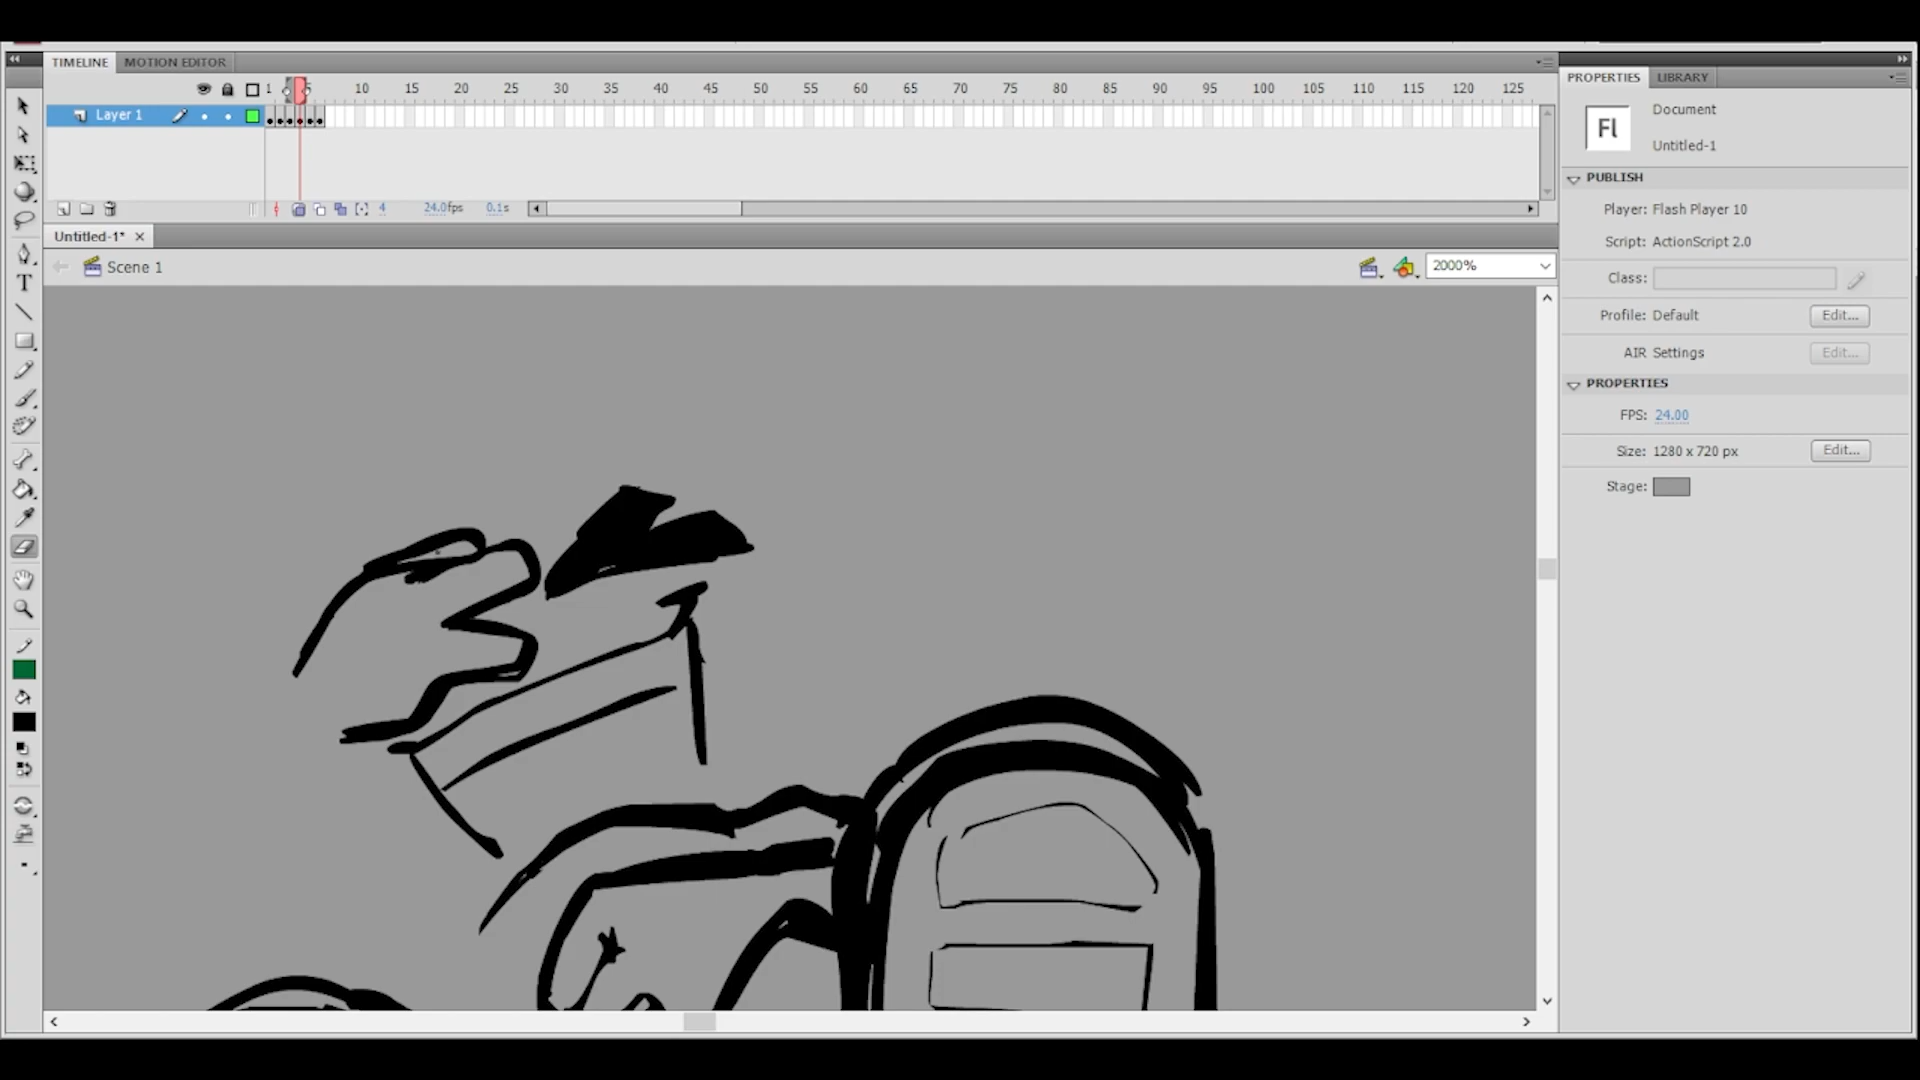 TIMELINE MOTION EDITOR
1 5 10 15 20 25 30 35 40 45 50 55 60 65 70 75 80 85 90 95 100 105 110 115 120 125
Layer 1
4 24.0fps 0.1s
Untitled-1*
Scene 1
2000%
T
PROPERTIES LIBRARY
Fl
Document
Untitled-1
PUBLISH
Player: Flash Player 10
Script: ActionScript 2.0
Class:
Profile: Default Edit...
AIR Settings Edit...
PROPERTIES
FPS: 24.00
Size: 1280 x 720 px Edit...
Stage: